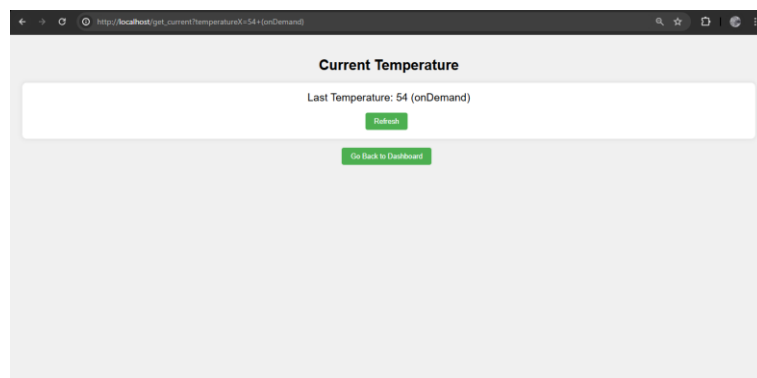 http://localhost/get_current?temperatureX=54+(onDemand)
Current Temperature
Last Temperature: 54 (onDemand)
Refresh
Go Back to Dashboard